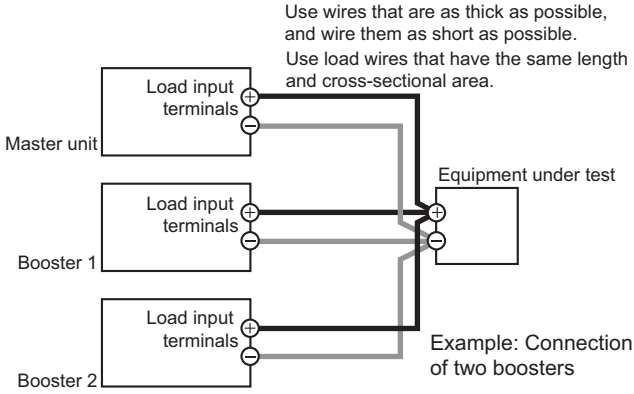 Use wires that are as thick as possible,
and wire them as short as possible.
Use load wires that have the same length
and cross-sectional area.
Load input
terminals
+
−
Master unit
Equipment under test
+
−
Load input
terminals
+
−
Booster 1
Load input
terminals
+
−
Booster 2
Example: Connection
of two boosters